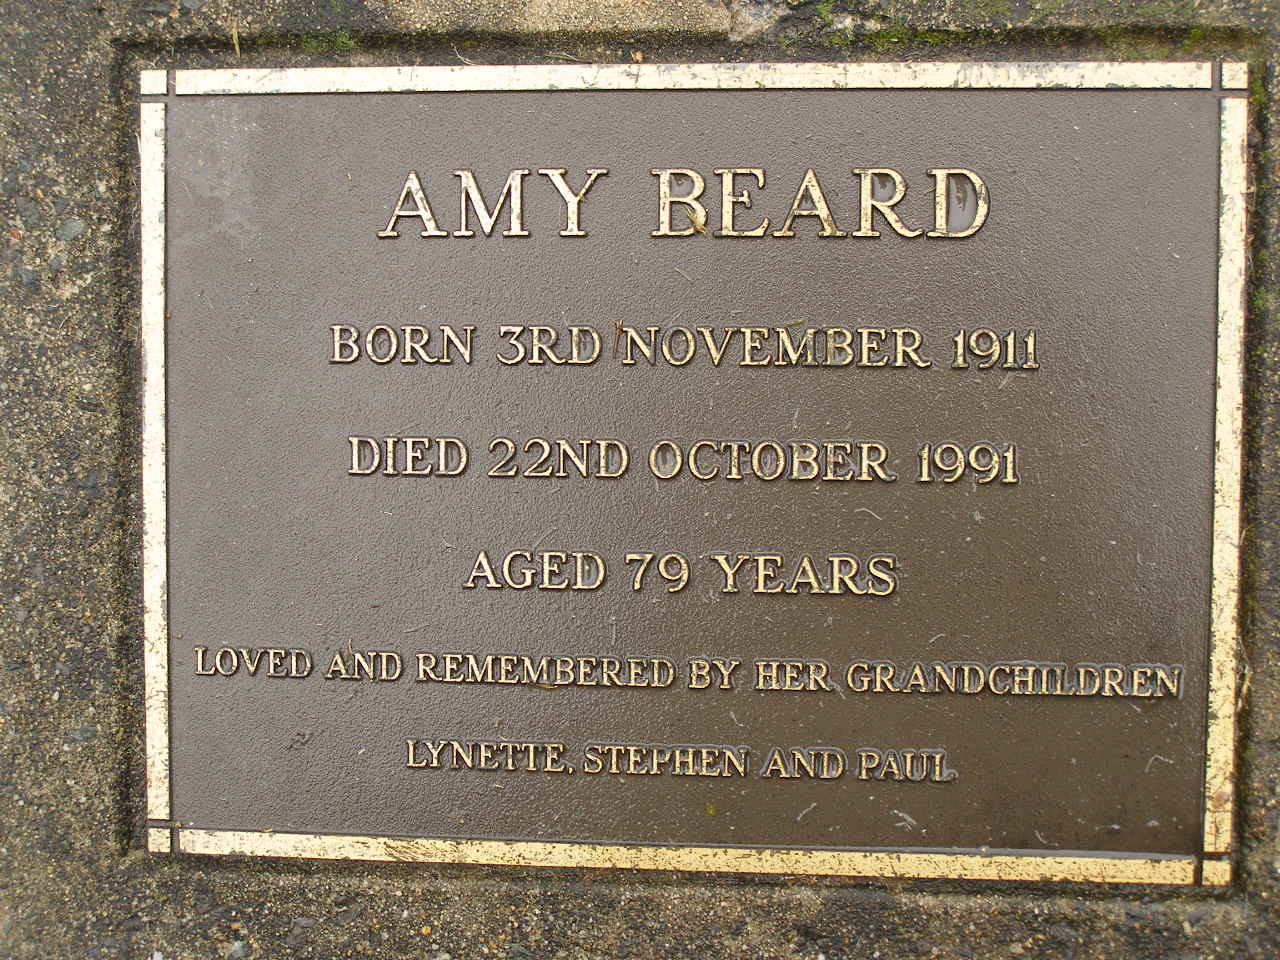 AMY BEARD
BORN 3RD NOVEMBER 1911
DIED 22ND OCTOBER 1991
AGED 79 YEARS
LOVED AND REMEMBERED BY HER GRANDCHILDREN
LYNETTE, STEPHEN AND PAUL